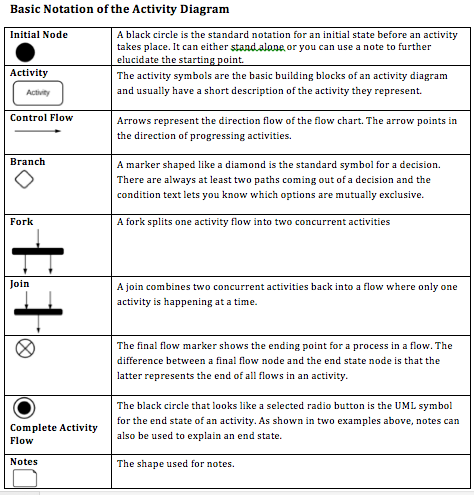 Basic Notation of the Activity Diagram
Initial Node
A black circle is the standard notation for an initial state before an activity
takes place. It can either stand alone or you can use a note to further
elucidate the starting point.
Activity
Activity
The activity symbols are the basic building blocks of an activity diagram
and usually have a short description of the activity they represent.
Control Flow
Arrows represent the direction flow of the flow chart. The arrow points in
the direction of progressing activities.
Branch
A marker shaped like a diamond is the standard symbol for a decision.
There are always at least two paths coming out of a decision and the
condition text lets you know which options are mutually exclusive.
Fork
A fork splits one activity flow into two concurrent activities
Join
A join combines two concurrent activities back into a flow where only one
activity is happening at a time.
The final flow marker shows the ending point for a process in a flow. The
difference between a final flow node and the end state node is that the
latter represents the end of all flows in an activity.
Complete Activity
Flow
The black circle that looks like a selected radio button is the UML symbol
for the end state of an activity. As shown in two examples above, notes can
also be used to explain an end state.
Notes
The shape used for notes.